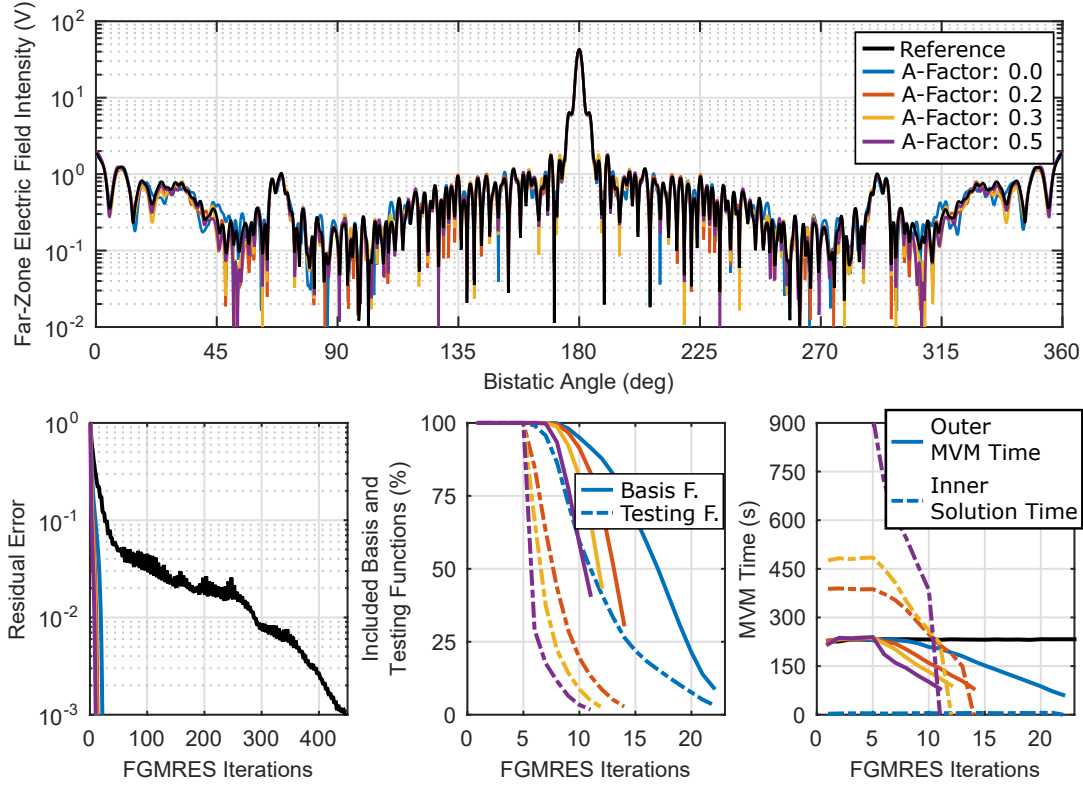 Far-Zone Electric Field Intensity (V)
10^2
10^1
10^0
10^-1
10^-2
0 45 90 135 180 225 270 315 360
Bistatic Angle (deg)
Reference
A-Factor: 0.0
A-Factor: 0.2
A-Factor: 0.3
A-Factor: 0.5
Residual Error
10^0
10^-1
10^-2
10^-3
0 100 200 300 400
FGMRES Iterations
Included Basis and
Testing Functions (%)
100
75
50
25
0
0 5 10 15 20
FGMRES Iterations
Basis F.
Testing F.
MVM Time (s)
900
750
600
450
300
150
0
0 5 10 15 20
FGMRES Iterations
Outer
MVM Time
Inner
Solution Time